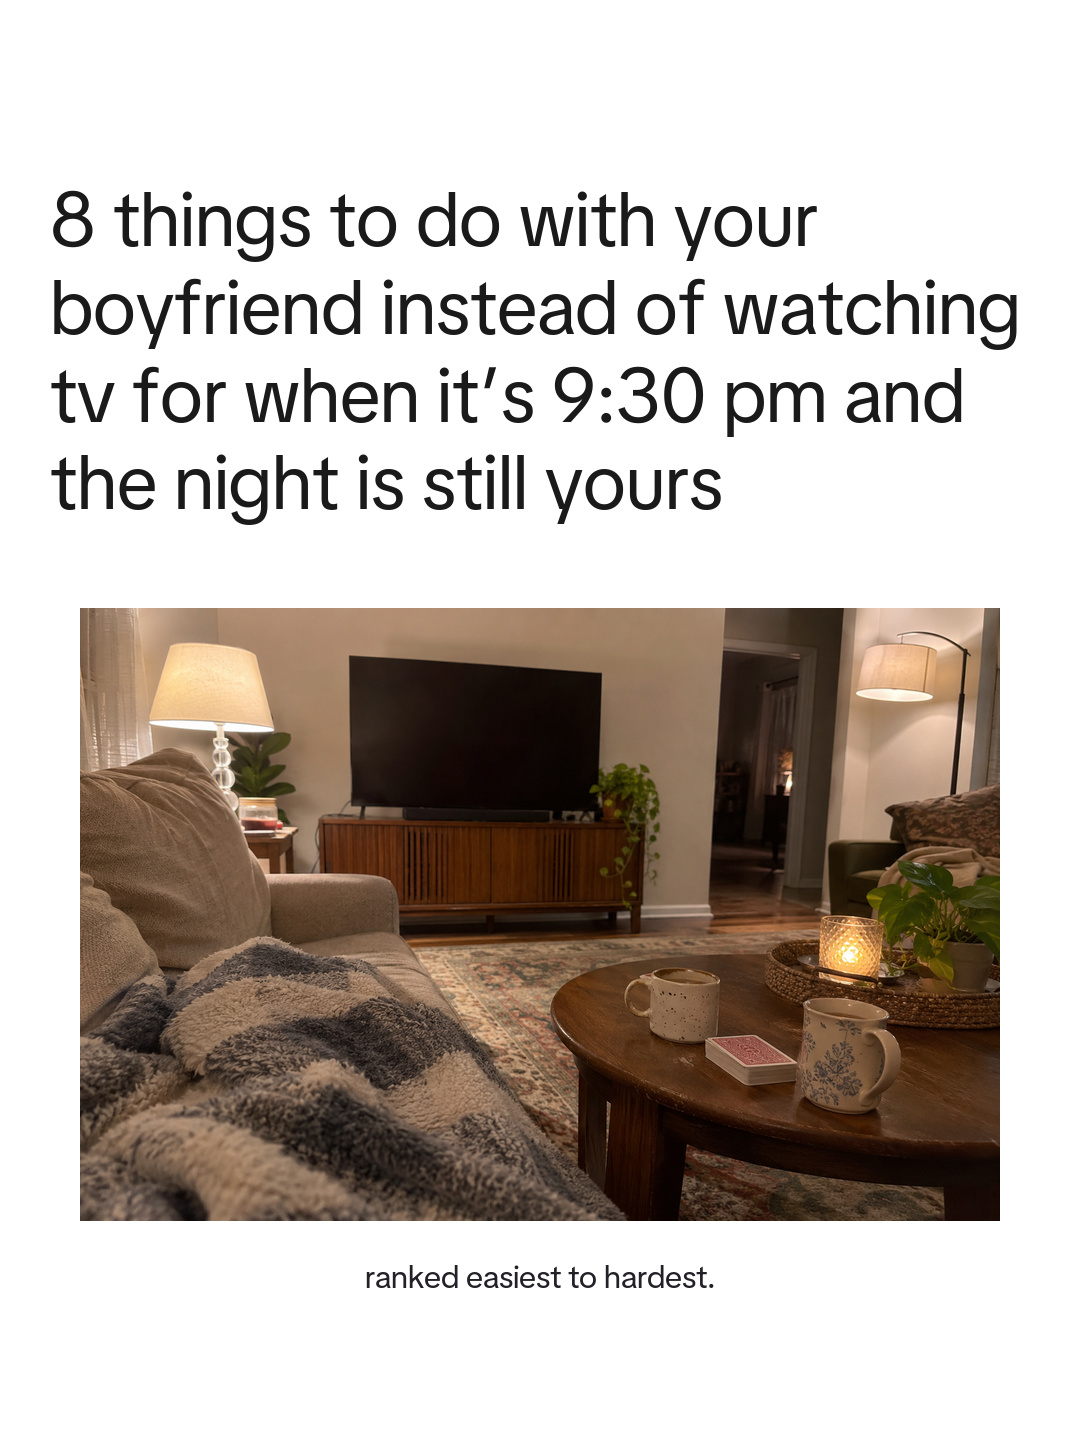 8 things to do with your
boyfriend instead of watching
tv for when it’s 9:30 pm and
the night is still yours
ranked easiest to hardest.